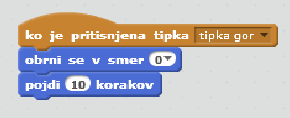 ko je pritisnjena tipka tipka gor
obrni se v smer 0
pojdi 10 korakov